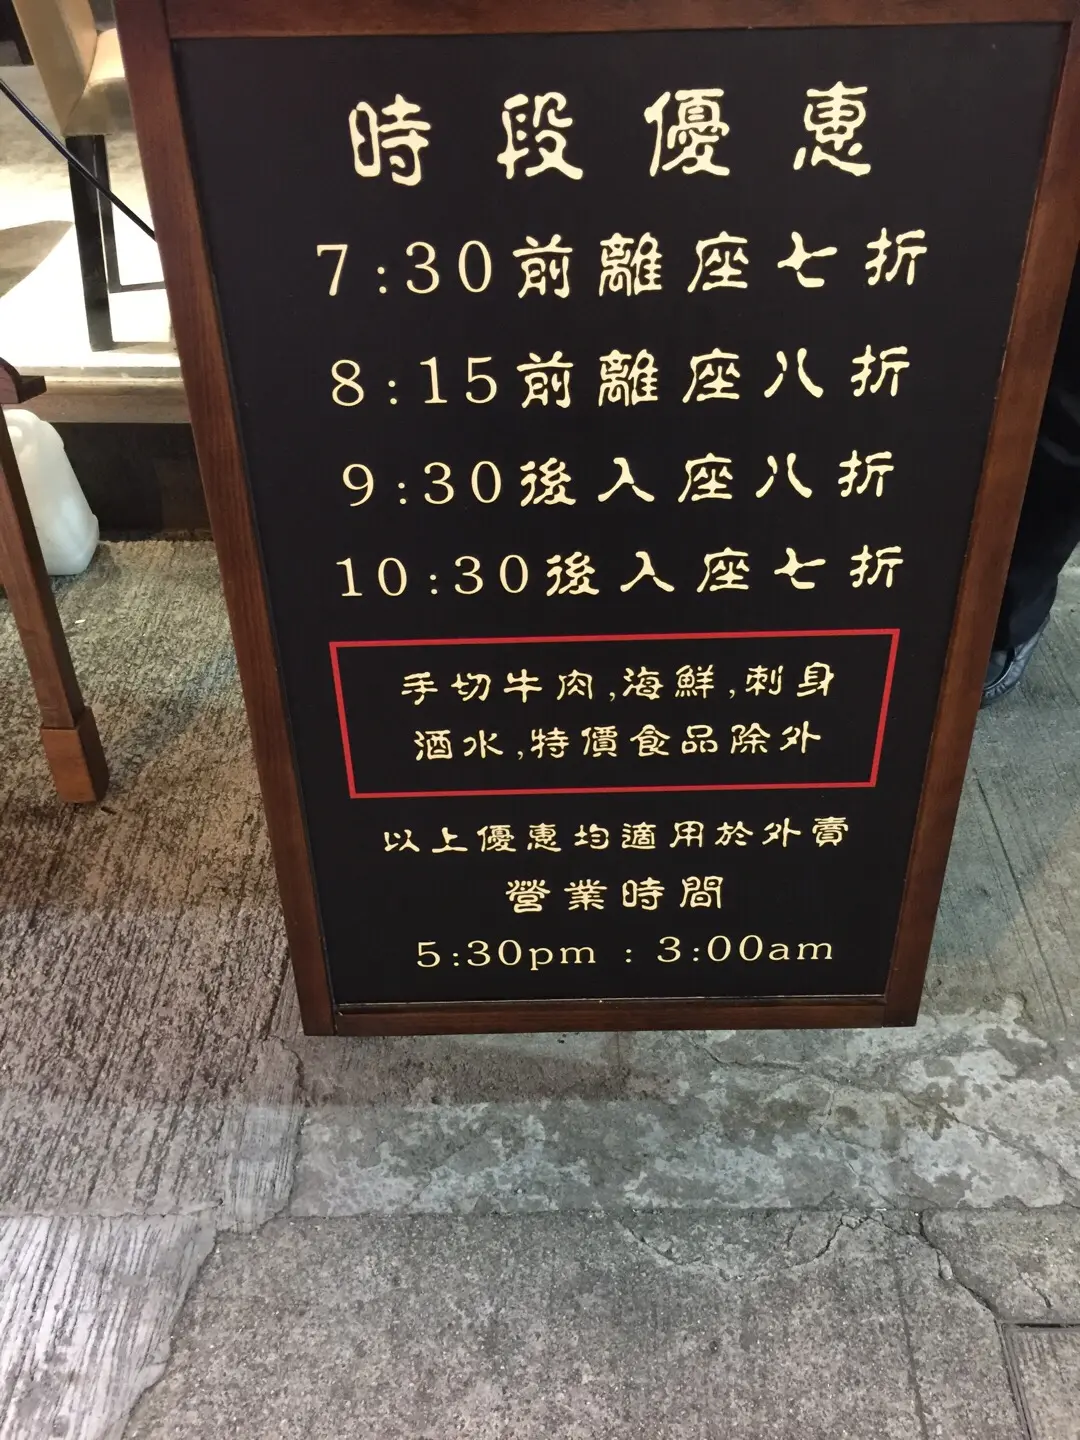 時段優惠
7:30前離座七折
8:15前離座八折
9:30後入座八折
10:30後入座七折
手切牛肉,海鮮,刺身
酒水,特價食品除外
以上優惠均適用於外賣
營業時間
5:30pm : 3:00am